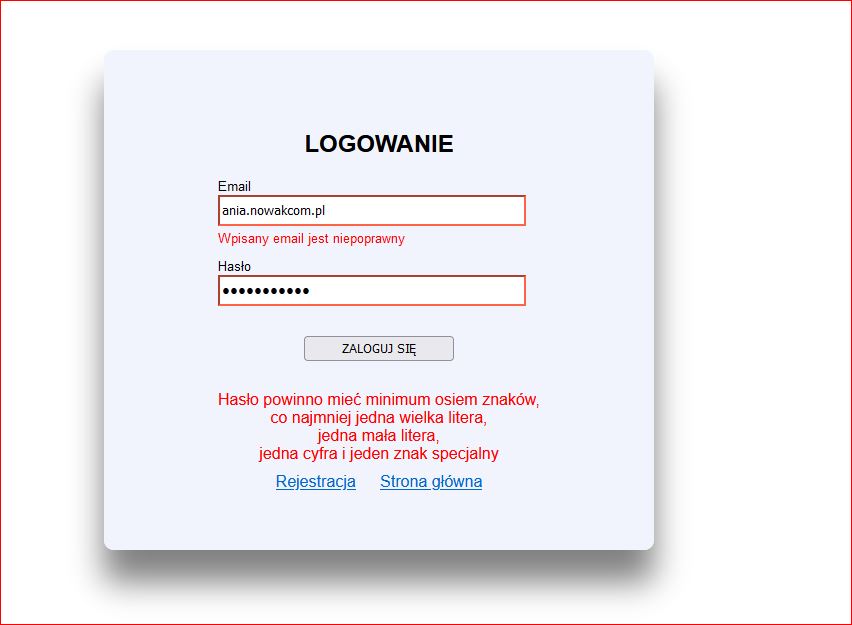 LOGOWANIE
Email
ania.nowakcom.pl
Wpisany email jest niepoprawny
Hasło
•••••••••••
ZALOGUJ SIĘ
Hasło powinno mieć minimum osiem znaków,
co najmniej jedna wielka litera,
jedna mała litera,
jedna cyfra i jeden znak specjalny
Rejestracja Strona główna